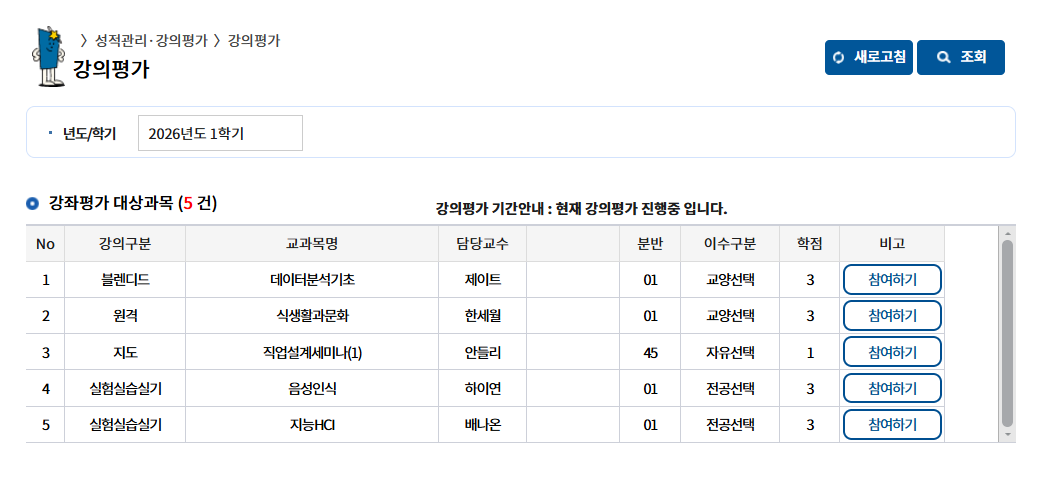 〉 성적관리·강의평가 〉 강의평가
강의평가
새로고침 조회
년도/학기 2026년도 1학기
강좌평가 대상과목 (5 건)
강의평가 기간안내 : 현재 강의평가 진행중 입니다.
No 강의구분 교과목명 담당교수 분반 이수구분 학점 비고
1 블렌디드 데이터분석기초 제이트 01 교양선택 3 참여하기
2 원격 식생활과문화 한세월 01 교양선택 3 참여하기
3 지도 직업설계세미나(1) 안들리 45 자유선택 1 참여하기
4 실험실습실기 음성인식 하이연 01 전공선택 3 참여하기
5 실험실습실기 지능HCI 배나온 01 전공선택 3 참여하기